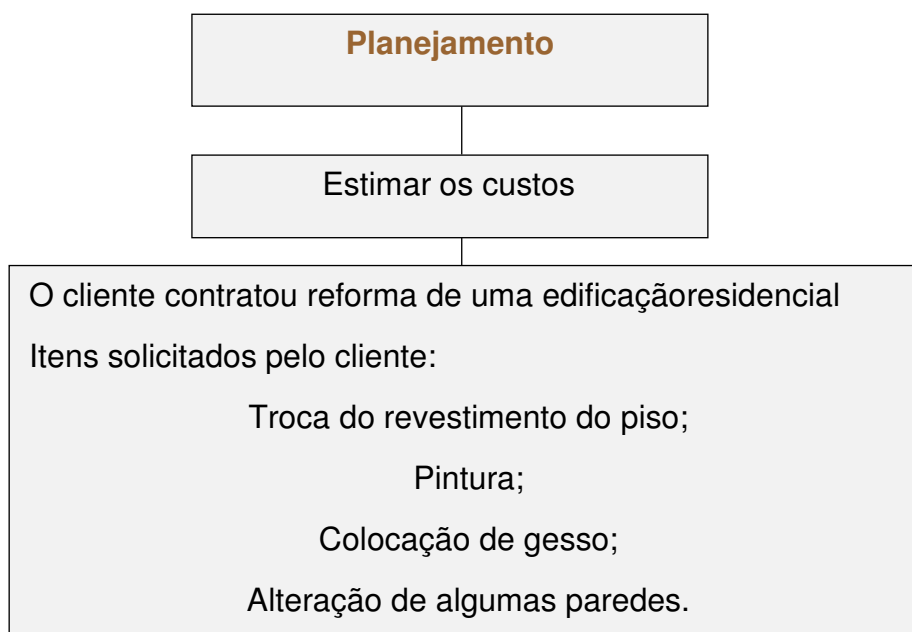 Planejamento
Estimar os custos
O cliente contratou reforma de uma edificaçãoresidencial
Itens solicitados pelo cliente:
Troca do revestimento do piso;
Pintura;
Colocação de gesso;
Alteração de algumas paredes.